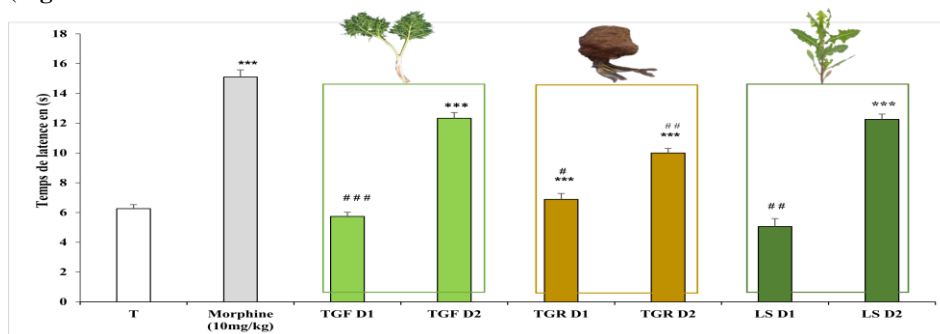 18
16
14
12
10
8
6
4
2
0
Temps de latence en (s)
***
# # #
***
#
***
# #
***
# #
***
T
Morphine
(10mg/kg)
TGF D1
TGF D2
TGR D1
TGR D2
LS D1
LS D2